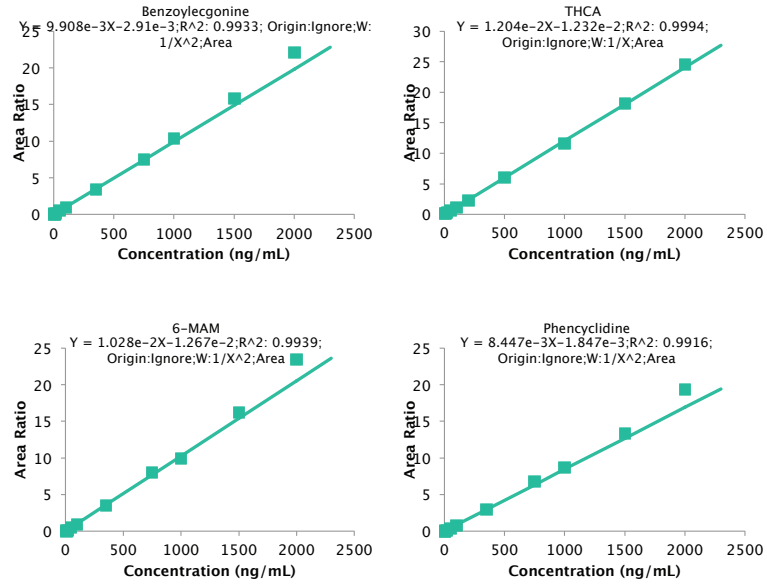 Benzoylecgonine
Y = 9.908e-3X-2.91e-3;R^2: 0.9933; Origin:Ignore;W:
1/X^2;Area
25
20
15
10
5
0
Area Ratio
0 500 1000 1500 2000 2500
Concentration (ng/mL)
THCA
Y = 1.204e-2X-1.232e-2;R^2: 0.9994;
Origin:Ignore;W:1/X;Area
30
25
20
15
10
5
0
Area Ratio
0 500 1000 1500 2000 2500
Concentration (ng/mL)
6-MAM
Y = 1.028e-2X-1.267e-2;R^2: 0.9939;
Origin:Ignore;W:1/X^2;Area
25
20
15
10
5
0
Area Ratio
0 500 1000 1500 2000 2500
Concentration (ng/mL)
Phencyclidine
Y = 8.447e-3X-1.847e-3;R^2: 0.9916;
Origin:Ignore;W:1/X^2;Area
25
20
15
10
5
0
Area Ratio
0 500 1000 1500 2000 2500
Concentration (ng/mL)